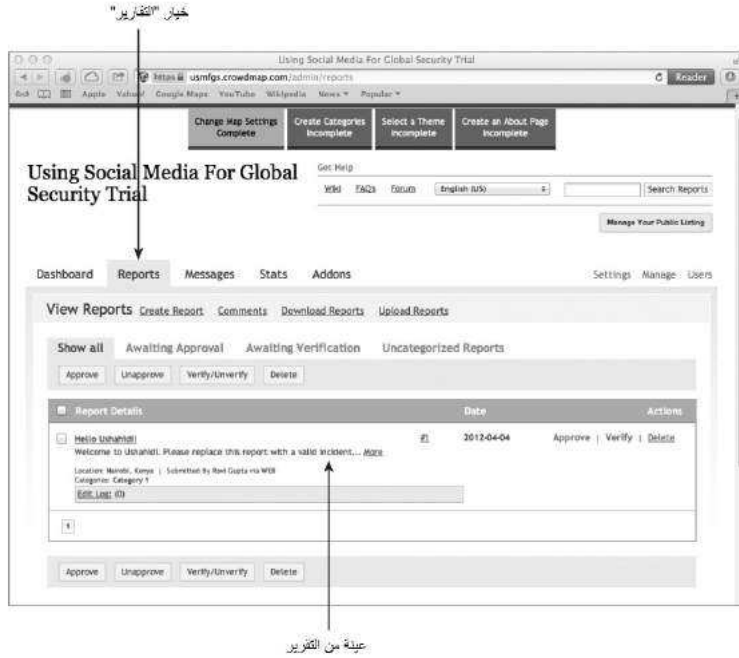 خيار "التقارير"
Using Social Media For Global Security Trial
https usmfgs.crowdmap.com/admin/reports
Reader
Apple Yahoo! Google Maps YouTube Wikipedia News Popular
Change Map Settings Complete
Create Categories Incomplete
Select a Theme Incomplete
Create an About Page Incomplete
Using Social Media For Global
Security Trial
Get Help
Wiki FAQs Forum English (US) Search Reports
Manage Your Public Listing
Dashboard Reports Messages Stats Addons Settings Manage Users
View Reports Create Report Comments Download Reports Upload Reports
Show all Awaiting Approval Awaiting Verification Uncategorized Reports
Approve Unapprove Verify/Unverify Delete
Report Details Date Actions
Hello Ushahidi! #1 2012-04-04 Approve | Verify | Delete
Welcome to Ushahidi. Please replace this report with a valid incident... More
Location: Nairobi, Kenya | Submitted By Ravi Gupta via WEB
Categories: Category 1
Edit Log: (0)
1
Approve Unapprove Verify/Unverify Delete
عينة من التقرير